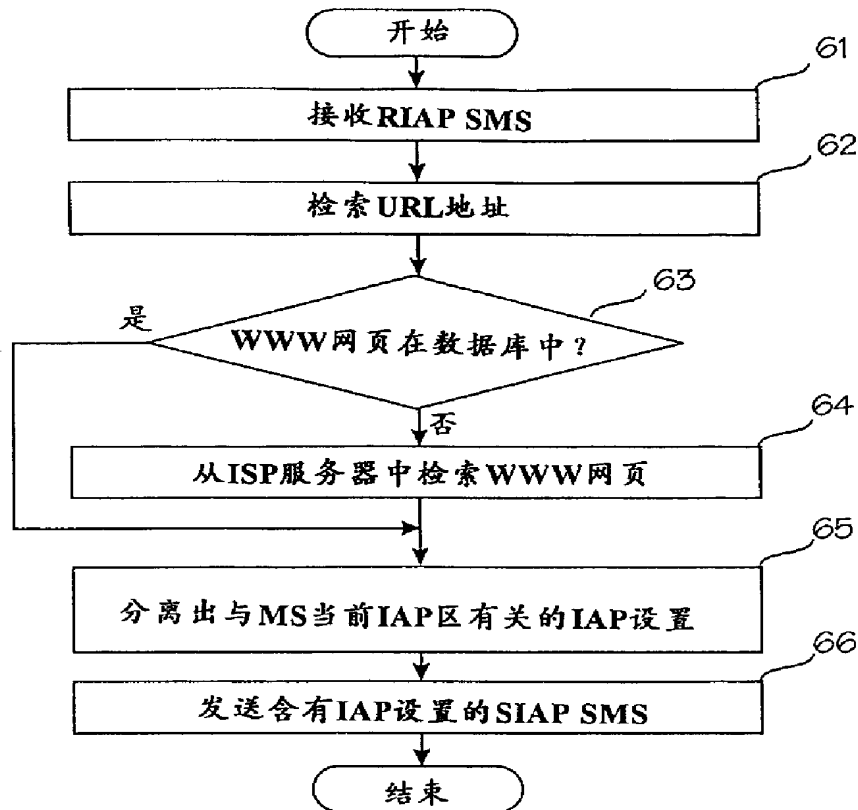 开始
61
接收RIAP SMS
62
检索URL地址
63
是
WWW网页在数据库中?
否
64
从ISP服务器中检索WWW网页
65
分离出与MS当前IAP区有关的IAP设置
66
发送含有IAP设置的SIAP SMS
结束